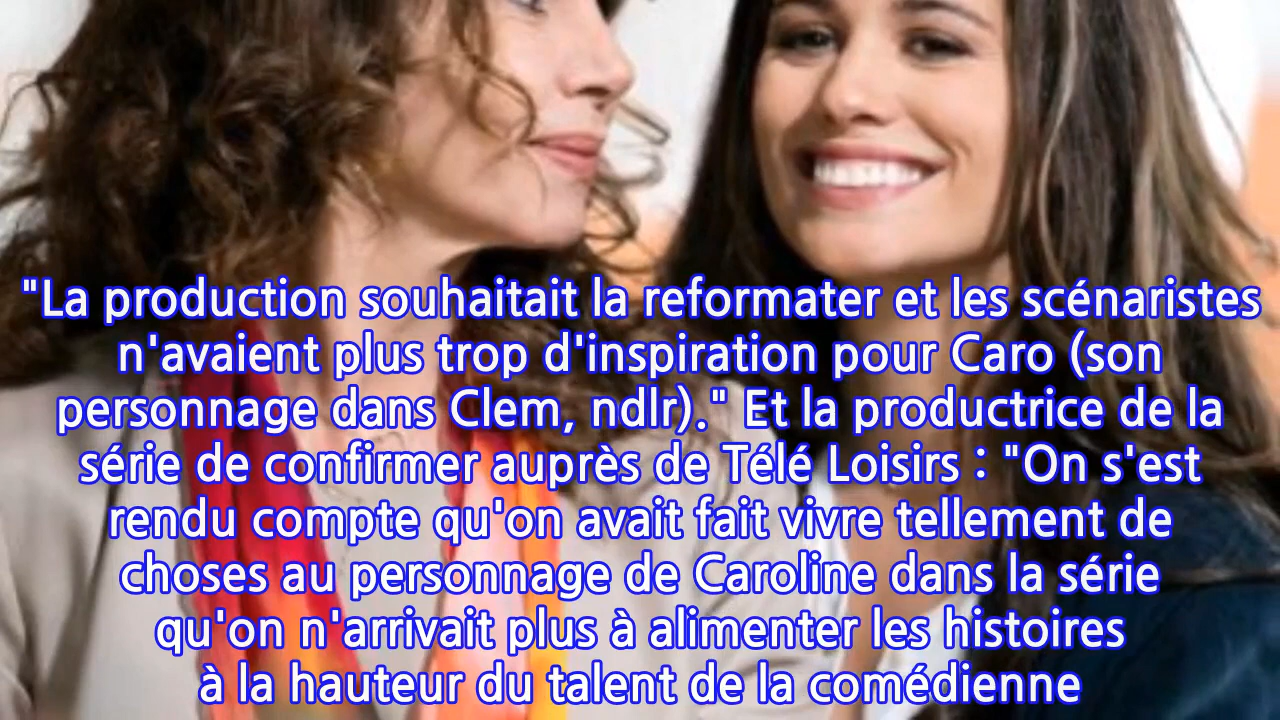 "La production souhaitait la reformater et les scénaristes
n'avaient plus trop d'inspiration pour Caro (son
personnage dans Clem, ndlr)." Et la productrice de la
série de confirmer auprès de Télé Loisirs : "On s'est
rendu compte qu'on avait fait vivre tellement de
choses au personnage de Caroline dans la série
qu'on n'arrivait plus à alimenter les histoires
à la hauteur du talent de la comédienne